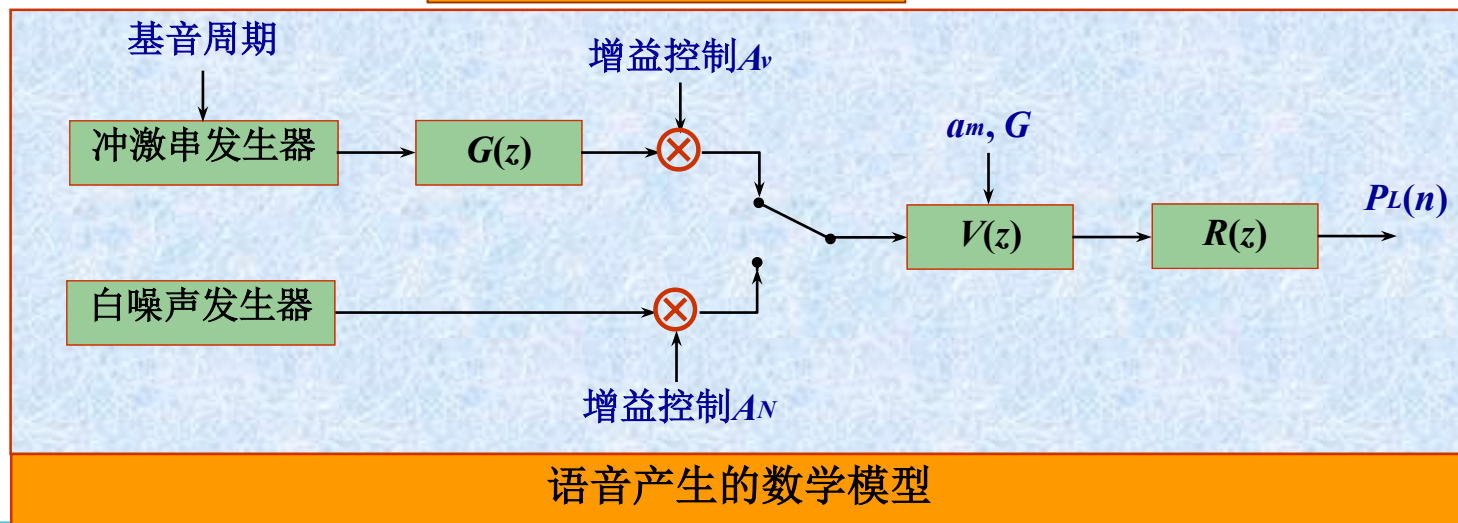 基音周期
增益控制Av
冲激串发生器
G(z)
am, G
V(z)
R(z)
PL(n)
白噪声发生器
增益控制AN
语音产生的数学模型